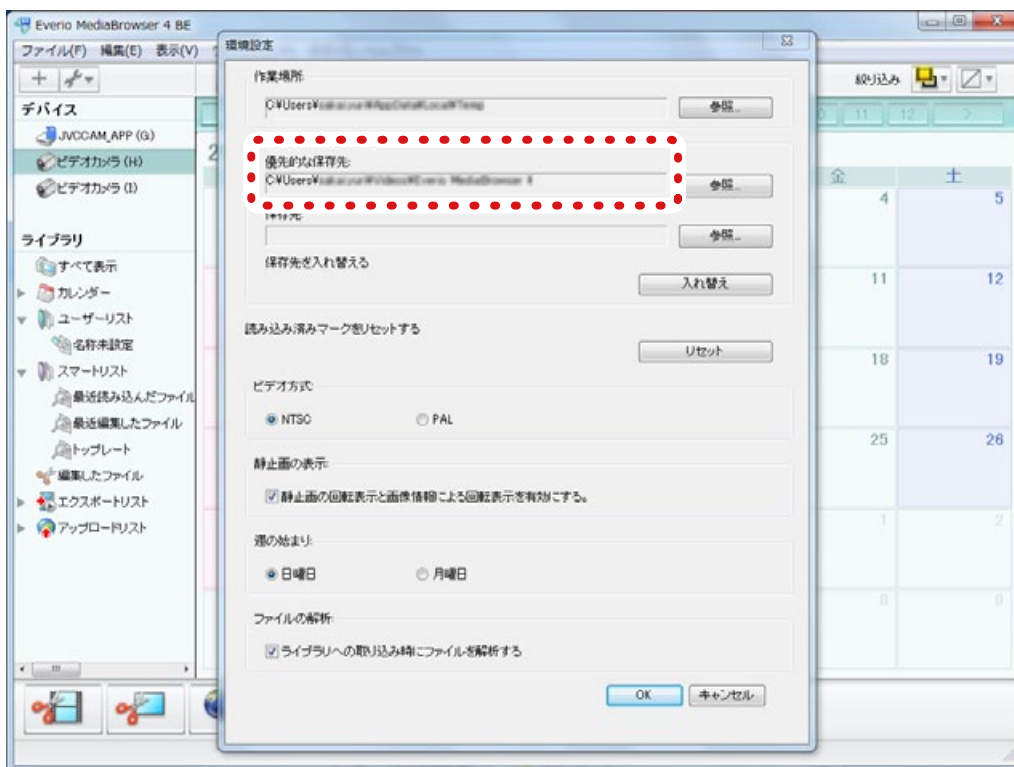 Everio MediaBrowser 4 BE
ファイル(F) 編集(E) 表示(V)
デバイス
JVCCAM_APP (G)
ビデオカメラ (H)
ビデオカメラ (I)
ライブラリ
すべて表示
カレンダー
ユーザーリスト
名称未設定
スマートリスト
最近読み込んだファイル
最近編集したファイル
トップレート
編集したファイル
エクスポートリスト
アップロードリスト
環境設定
作業場所:
C:¥Users¥
参照...
優先的な保存先:
C:¥Users¥
参照...
保存先:
参照...
保存先を入れ替える
入れ替え
読み込み済みマークをリセットする
リセット
ビデオ方式:
NTSC PAL
静止画の表示:
静止画の回転表示と画像情報による回転表示を有効にする。
週の始まり:
日曜日 月曜日
ファイルの解析:
ライブラリへの取り込み時にファイルを解析する
OK キャンセル
絞り込み
11 12 >
2
金 土
4 5
11 12
18 19
25 26
1 2
8 9